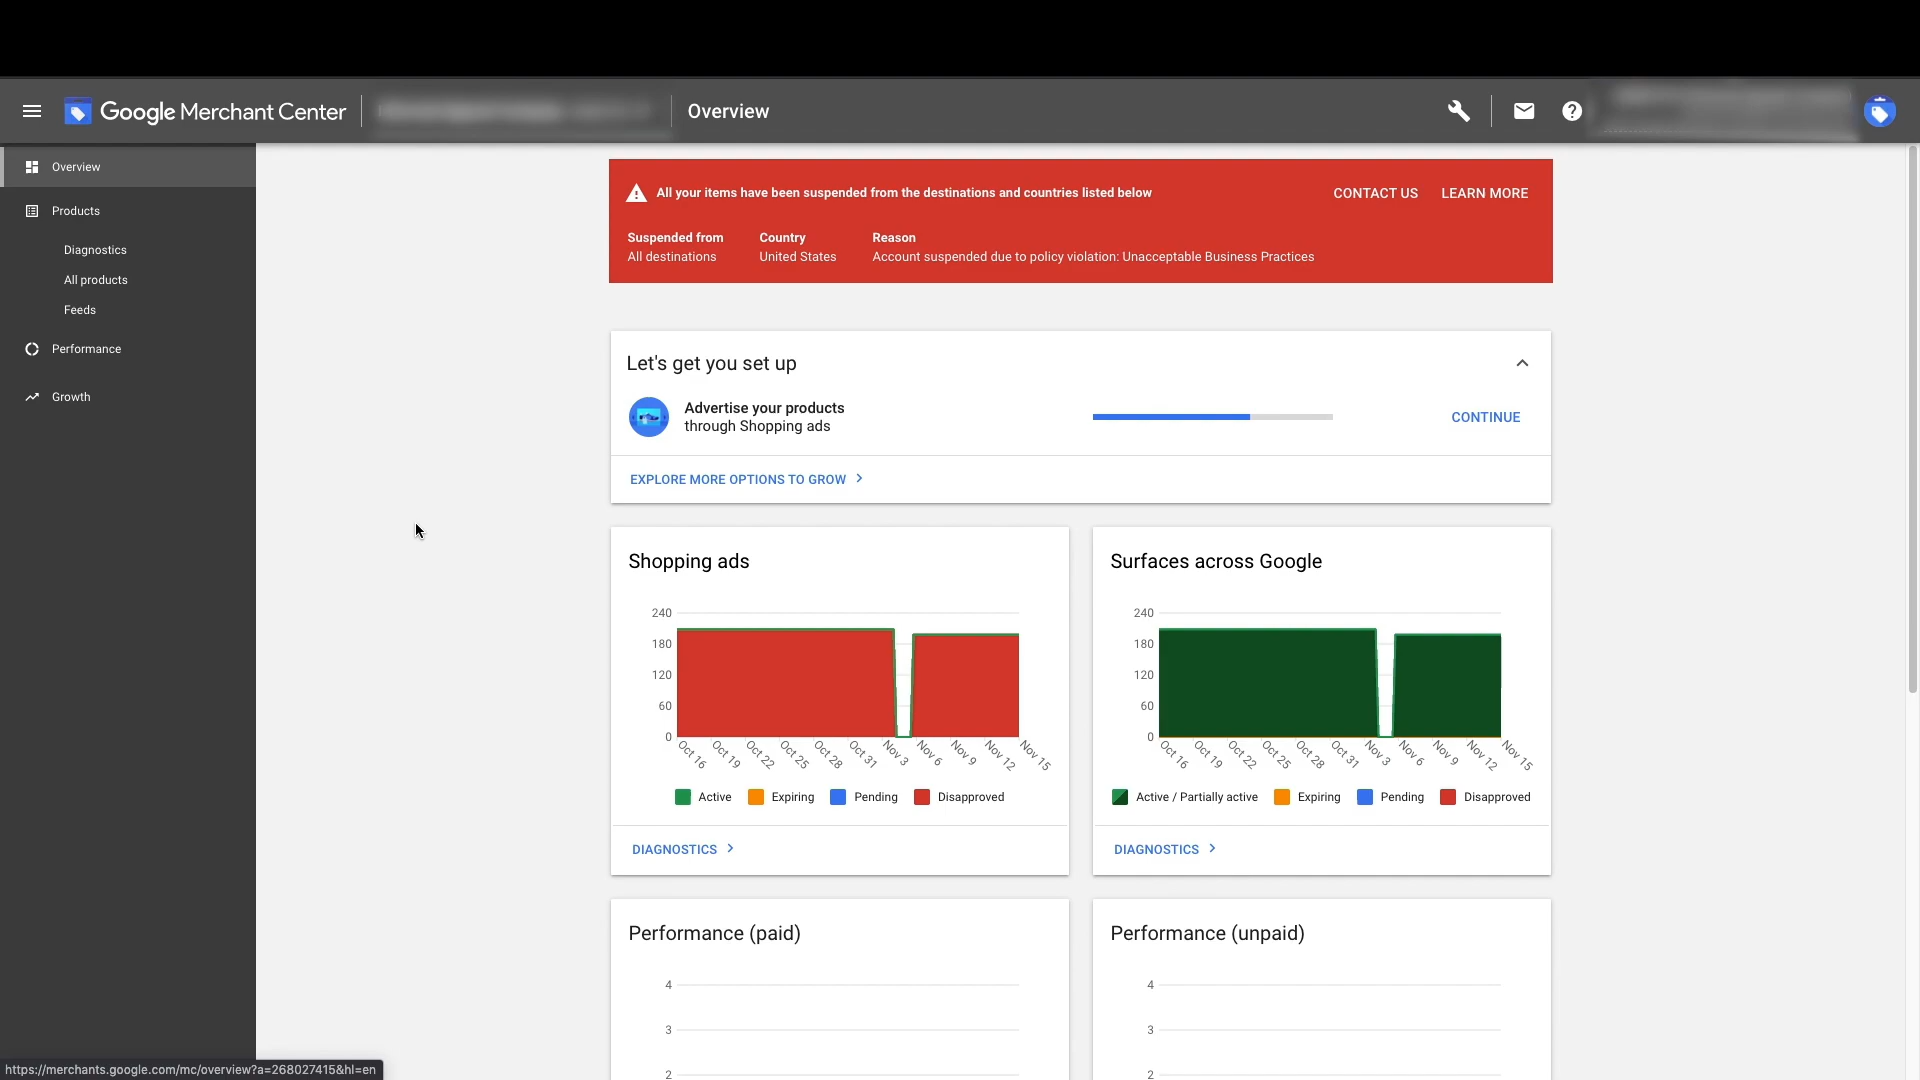 Google Merchant Center
Overview
Overview
Products
Diagnostics
All products
Feeds
Performance
Growth
All your items have been suspended from the destinations and countries listed below
CONTACT US LEARN MORE
Suspended from Country Reason
All destinations United States Account suspended due to policy violation: Unacceptable Business Practices
Let's get you set up
Advertise your products
through Shopping ads
CONTINUE
EXPLORE MORE OPTIONS TO GROW
Shopping ads
240
180
120
60
0
Oct 16 Oct 19 Oct 22 Oct 25 Oct 28 Oct 31 Nov 3 Nov 6 Nov 9 Nov 12 Nov 15
Active Expiring Pending Disapproved
DIAGNOSTICS
Surfaces across Google
240
180
120
60
0
Oct 16 Oct 19 Oct 22 Oct 25 Oct 28 Oct 31 Nov 3 Nov 6 Nov 9 Nov 12 Nov 15
Active / Partially active Expiring Pending Disapproved
DIAGNOSTICS
Performance (paid)
4
3
2
Performance (unpaid)
4
3
2
https://merchants.google.com/mc/overview?a=268027415&hl=en